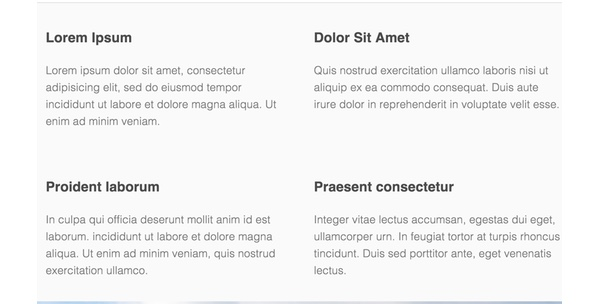 Lorem Ipsum
Lorem ipsum dolor sit amet, consectetur
adipisicing elit, sed do eiusmod tempor
incididunt ut labore et dolore magna aliqua. Ut
enim ad minim veniam.
Dolor Sit Amet
Quis nostrud exercitation ullamco laboris nisi ut
aliquip ex ea commodo consequat. Duis aute
irure dolor in reprehenderit in voluptate velit esse.
Proident laborum
In culpa qui officia deserunt mollit anim id est
laborum. incididunt ut labore et dolore magna
aliqua. Ut enim ad minim veniam, quis nostrud
exercitation ullamco.
Praesent consectetur
Integer vitae lectus accumsan, egestas dui eget,
ullamcorper urn. In feugiat tortor at turpis rhoncus
tincidunt. Duis sed porttitor ante, eget venenatis
lectus.